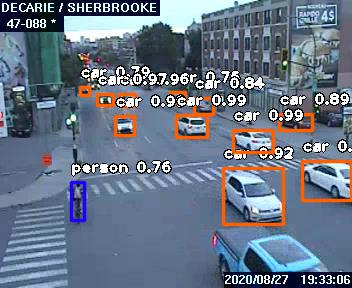 DECARIE / SHERBROOKE
47-088 *
RAPIDO
4$
car 0.79
car 0.97
.96
0.75
car 0.84
car 0.9
car 0.99
car 0.89
car 0.99
car 0.92
car 0.
person 0.76
2020/08/27 19:33:06